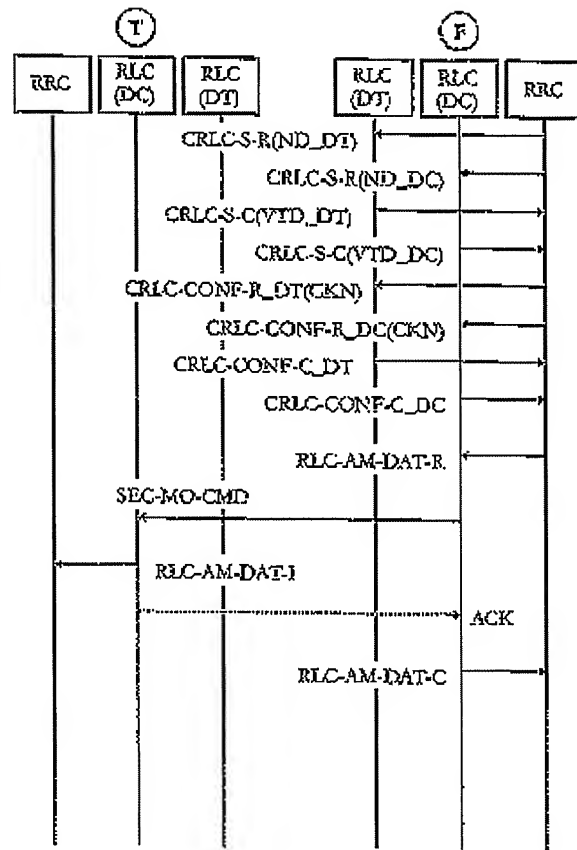 T F
RRC RLC (DC) RLC (DT) RLC (DT) RLC (DC) RRC
CRLC-S-R(ND_DT)
CRLC-S-R(ND_DC)
CRLC-S-C(VTD_DT)
CRLC-S-C(VTD_DC)
CRLC-CONF-R_DT(CKN)
CRLC-CONF-R_DC(CKN)
CRLC-CONF-C_DT
CRLC-CONF-C_DC
RLC-AM-DAT-R
SEC-MO-CMD
RLC-AM-DAT-I
ACK
RLC-AM-DAT-C